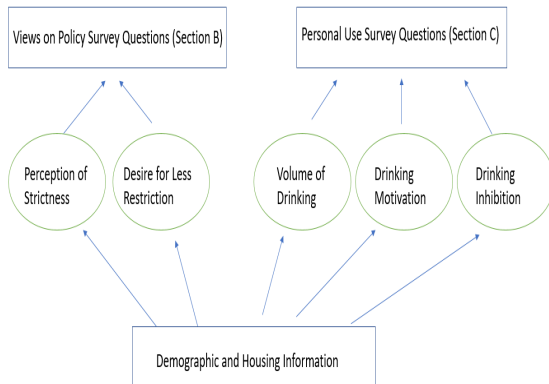 Views on Policy Survey Questions (Section B)
Personal Use Survey Questions (Section C)
Perception of
Strictness
Desire for Less
Restriction
Volume of
Drinking
Drinking
Motivation
Drinking
Inhibition
Demographic and Housing Information